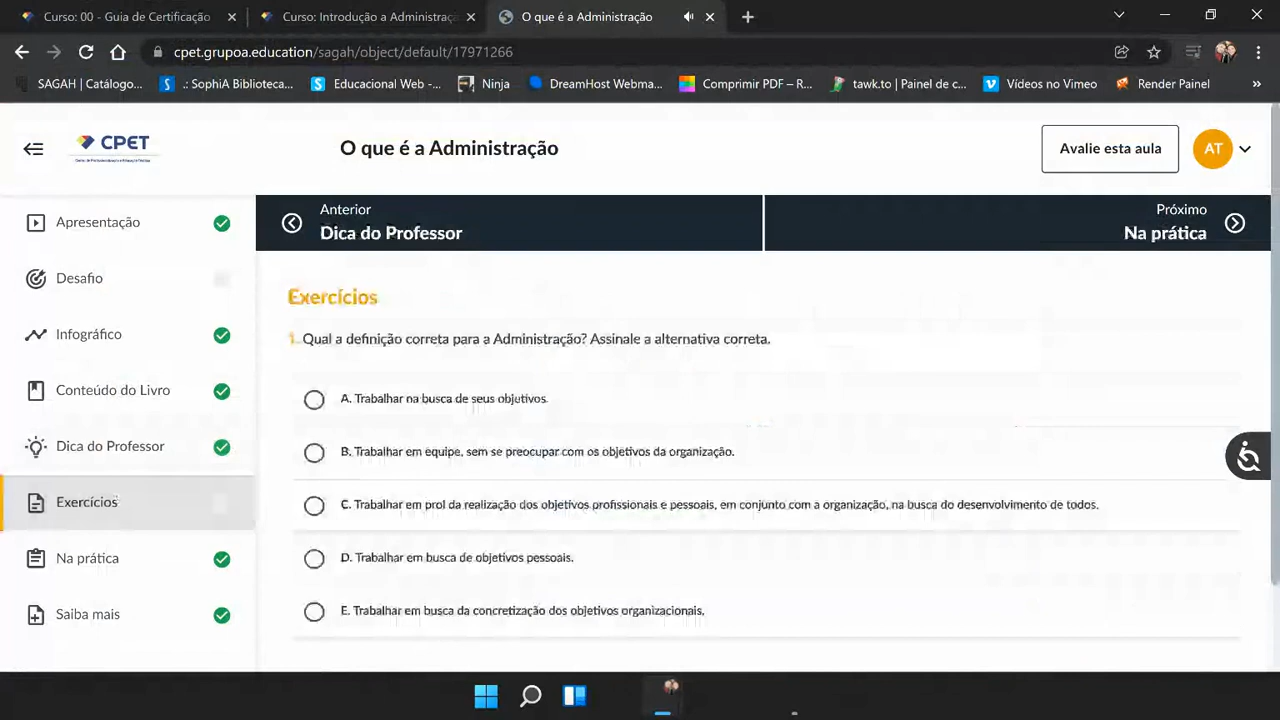 Curso: 00 - Guia de Certificação
Curso: Introdução a Administraça
O que é a Administração
cpet.grupoa.education/sagah/object/default/17971266
SAGAH | Catálogo...
.: SophiA Biblioteca...
Educacional Web -...
Ninja
DreamHost Webma...
Comprimir PDF – R...
tawk.to | Painel de c...
Vídeos no Vimeo
Render Panel
»
CPET
O que é a Administração
Avalie esta aula
AT
Apresentação
Desafio
Infográfico
Conteúdo do Livro
Dica do Professor
Exercícios
Na prática
Saiba mais
Anterior
Dica do Professor
Próximo
Na prática
Exercícios
1. Qual a definição correta para a Administração? Assinale a alternativa correta.
A. Trabalhar na busca de seus objetivos.
B. Trabalhar em equipe, sem se preocupar com os objetivos da organização.
C. Trabalhar em prol da realização dos objetivos profissionais e pessoais, em conjunto com a organização, na busca do desenvolvimento de todos.
D. Trabalhar em busca de objetivos pessoais.
E. Trabalhar em busca da concretização dos objetivos organizacionais.